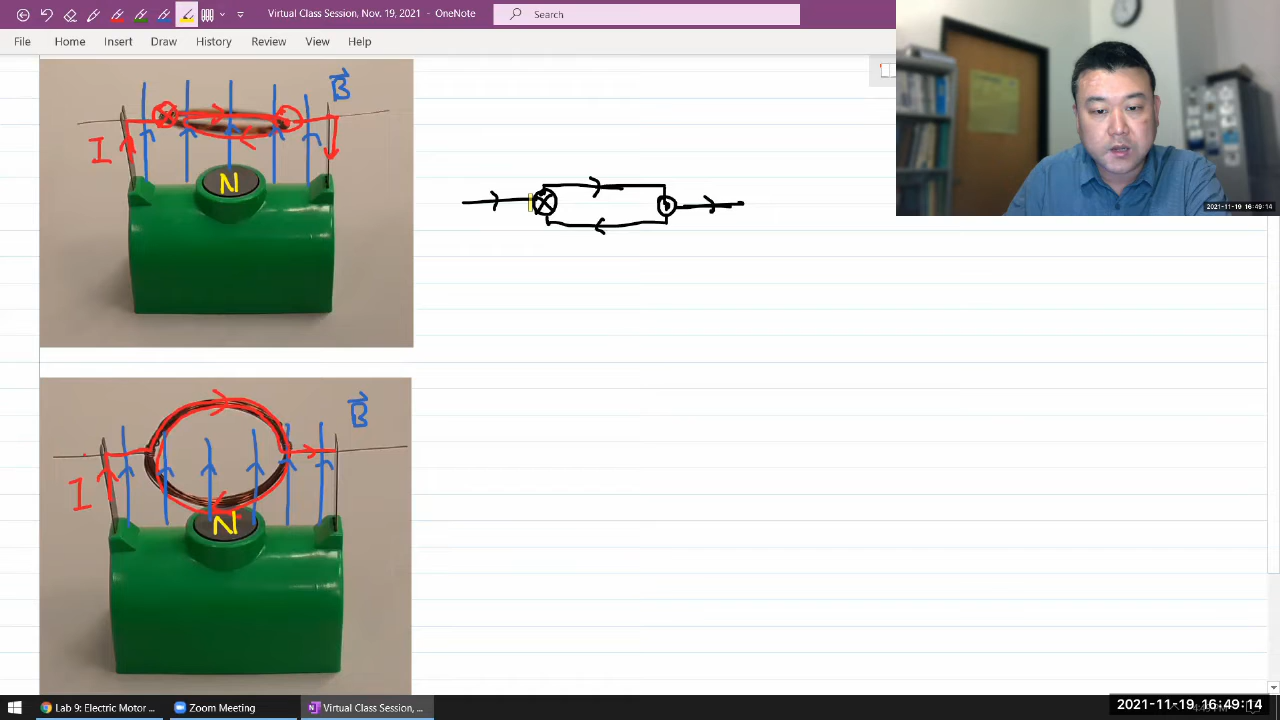 Virtual Class Session, Nov. 19, 2021 - OneNote
Search
File Home Insert Draw History Review View Help
B
I
N
B
I
N
2021-11-19 16:49:14
Lab 9: Electric Motor ...
Zoom Meeting
Virtual Class Session, ...
2021-11-19 16:49:14